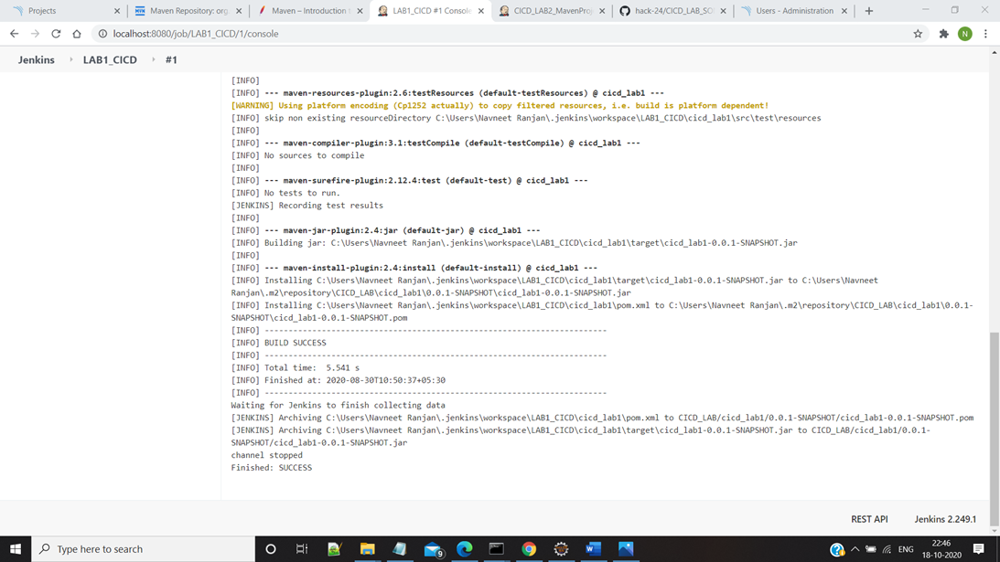 Projects
Maven Repository: org
Maven – Introduction t
LAB1_CICD #1 Console
CICD_LAB2_MavenProj
hack-24/CICD_LAB_SO
Users - Administration
localhost:8080/job/LAB1_CICD/1/console
N
Jenkins LAB1_CICD #1
[INFO]
[INFO] --- maven-resources-plugin:2.6:testResources (default-testResources) @ cicd_lab1 ---
[WARNING] Using platform encoding (Cp1252 actually) to copy filtered resources, i.e. build is platform dependent!
[INFO] skip non existing resourceDirectory C:\Users\Navneet Ranjan\.jenkins\workspace\LAB1_CICD\cicd_lab1\src\test\resources
[INFO]
[INFO] --- maven-compiler-plugin:3.1:testCompile (default-testCompile) @ cicd_lab1 ---
[INFO] No sources to compile
[INFO]
[INFO] --- maven-surefire-plugin:2.12.4:test (default-test) @ cicd_lab1 ---
[INFO] No tests to run.
[JENKINS] Recording test results
[INFO]
[INFO] --- maven-jar-plugin:2.4:jar (default-jar) @ cicd_lab1 ---
[INFO] Building jar: C:\Users\Navneet Ranjan\.jenkins\workspace\LAB1_CICD\cicd_lab1\target\cicd_lab1-0.0.1-SNAPSHOT.jar
[INFO]
[INFO] --- maven-install-plugin:2.4:install (default-install) @ cicd_lab1 ---
[INFO] Installing C:\Users\Navneet Ranjan\.jenkins\workspace\LAB1_CICD\cicd_lab1\target\cicd_lab1-0.0.1-SNAPSHOT.jar to C:\Users\Navneet
Ranjan\.m2\repository\CICD_LAB\cicd_lab1\0.0.1-SNAPSHOT\cicd_lab1-0.0.1-SNAPSHOT.jar
[INFO] Installing C:\Users\Navneet Ranjan\.jenkins\workspace\LAB1_CICD\cicd_lab1\pom.xml to C:\Users\Navneet Ranjan\.m2\repository\CICD_LAB\cicd_lab1\0.0.1-
SNAPSHOT\cicd_lab1-0.0.1-SNAPSHOT.pom
[INFO] ------------------------------------------------------------------------
[INFO] BUILD SUCCESS
[INFO] ------------------------------------------------------------------------
[INFO] Total time:  5.541 s
[INFO] Finished at: 2020-08-30T10:50:37+05:30
[INFO] ------------------------------------------------------------------------
Waiting for Jenkins to finish collecting data
[JENKINS] Archiving C:\Users\Navneet Ranjan\.jenkins\workspace\LAB1_CICD\cicd_lab1\pom.xml to CICD_LAB/cicd_lab1/0.0.1-SNAPSHOT/cicd_lab1-0.0.1-SNAPSHOT.pom
[JENKINS] Archiving C:\Users\Navneet Ranjan\.jenkins\workspace\LAB1_CICD\cicd_lab1\target\cicd_lab1-0.0.1-SNAPSHOT.jar to CICD_LAB/cicd_lab1/0.0.1-
SNAPSHOT/cicd_lab1-0.0.1-SNAPSHOT.jar
channel stopped
Finished: SUCCESS
REST API Jenkins 2.249.1
Type here to search
9
ENG
22:46
18-10-2020